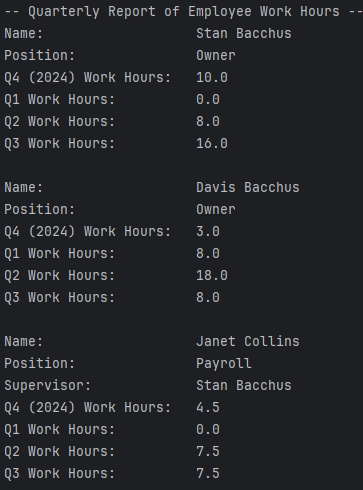 -- Quarterly Report of Employee Work Hours --
Name: Stan Bacchus
Position: Owner
Q4 (2024) Work Hours: 10.0
Q1 Work Hours: 0.0
Q2 Work Hours: 8.0
Q3 Work Hours: 16.0

Name: Davis Bacchus
Position: Owner
Q4 (2024) Work Hours: 3.0
Q1 Work Hours: 8.0
Q2 Work Hours: 18.0
Q3 Work Hours: 8.0

Name: Janet Collins
Position: Payroll
Supervisor: Stan Bacchus
Q4 (2024) Work Hours: 4.5
Q1 Work Hours: 0.0
Q2 Work Hours: 7.5
Q3 Work Hours: 7.5